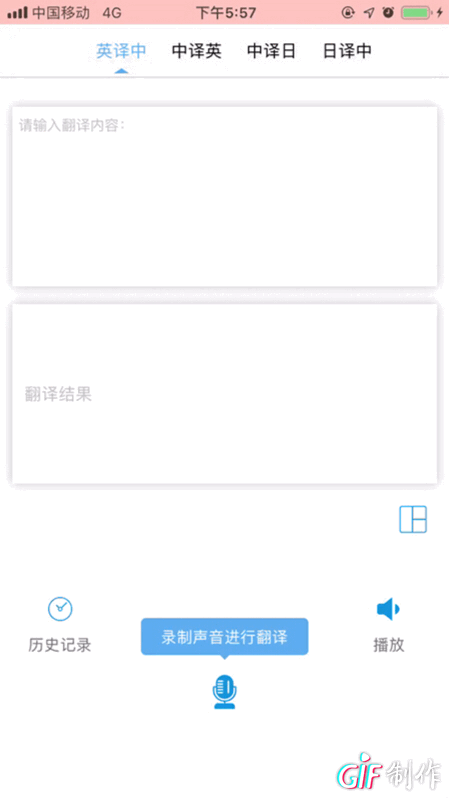 中国移动 4G 下午5:57
英译中 中译英 中译日 日译中
请输入翻译内容:
翻译结果
录制声音进行翻译
历史记录 播放
GIF制作